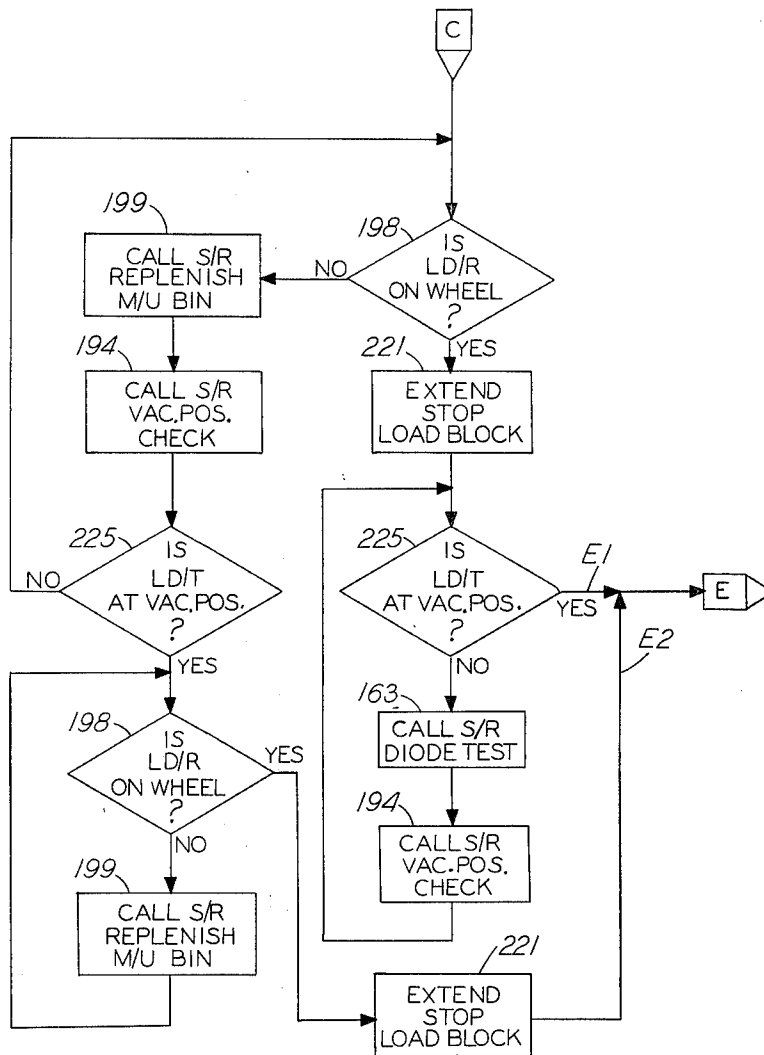 C
199
CALL S/R
REPLENISH
M/U BIN
NO
198
IS
LD/R
ON WHEEL
?
YES
194
CALL S/R
VAC.POS.
CHECK
221
EXTEND
STOP
LOAD BLOCK
225
IS
LD/T
AT VAC.POS.
?
NO
YES
225
IS
LD/T
AT VAC.POS.
?
YES
NO
E1
E
E2
198
IS
LD/R
ON WHEEL
?
YES
NO
163
CALL S/R
DIODE TEST
194
CALL S/R
VAC.POS.
CHECK
199
CALL S/R
REPLENISH
M/U BIN
221
EXTEND
STOP
LOAD BLOCK